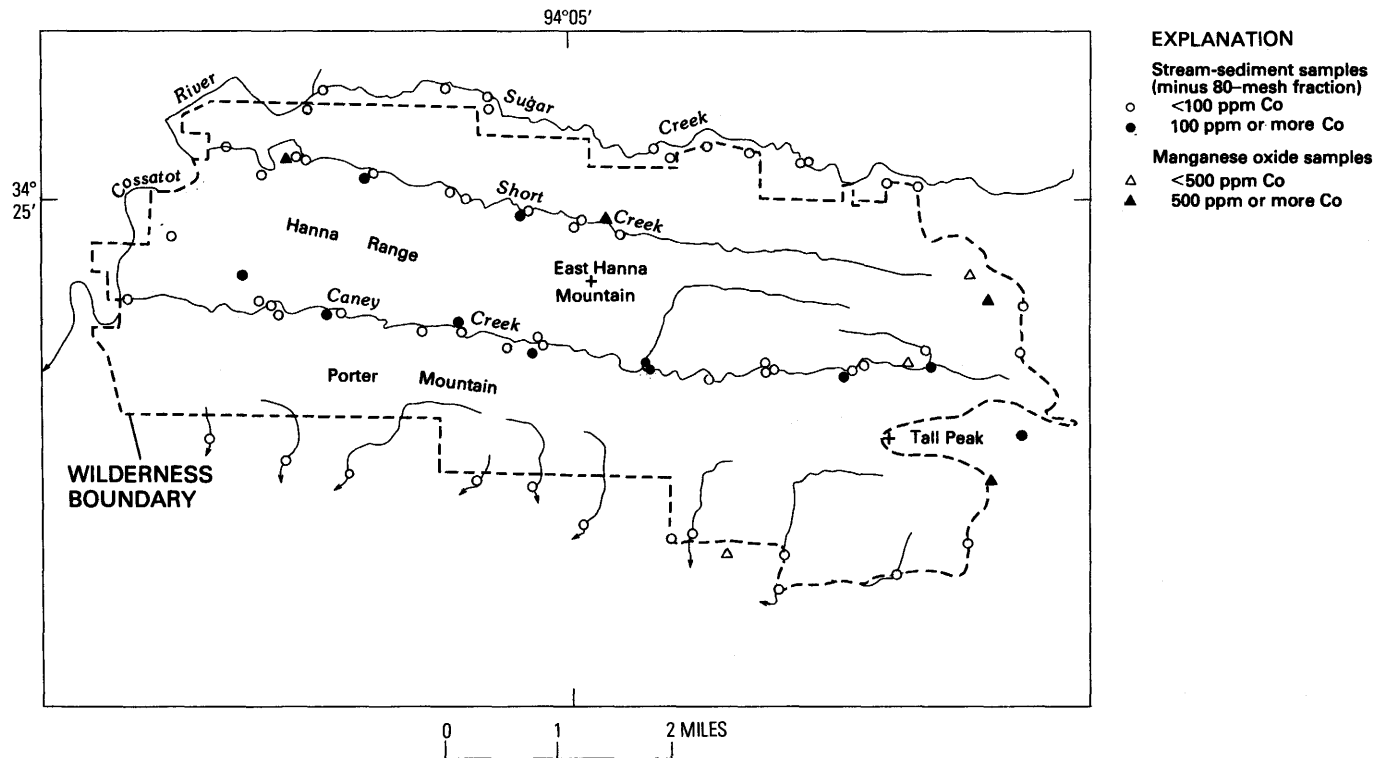 94°05'
EXPLANATION
Stream-sediment samples
(minus 80-mesh fraction)
<100 ppm Co
100 ppm or more Co
Manganese oxide samples
<500 ppm Co
500 ppm or more Co
River
Sugar
Creek
Cossatot
34°
25'
Short
Creek
Hanna Range
East Hanna
Mountain
Caney
Creek
Porter Mountain
Tall Peak
WILDERNESS
BOUNDARY
0 1 2 MILES